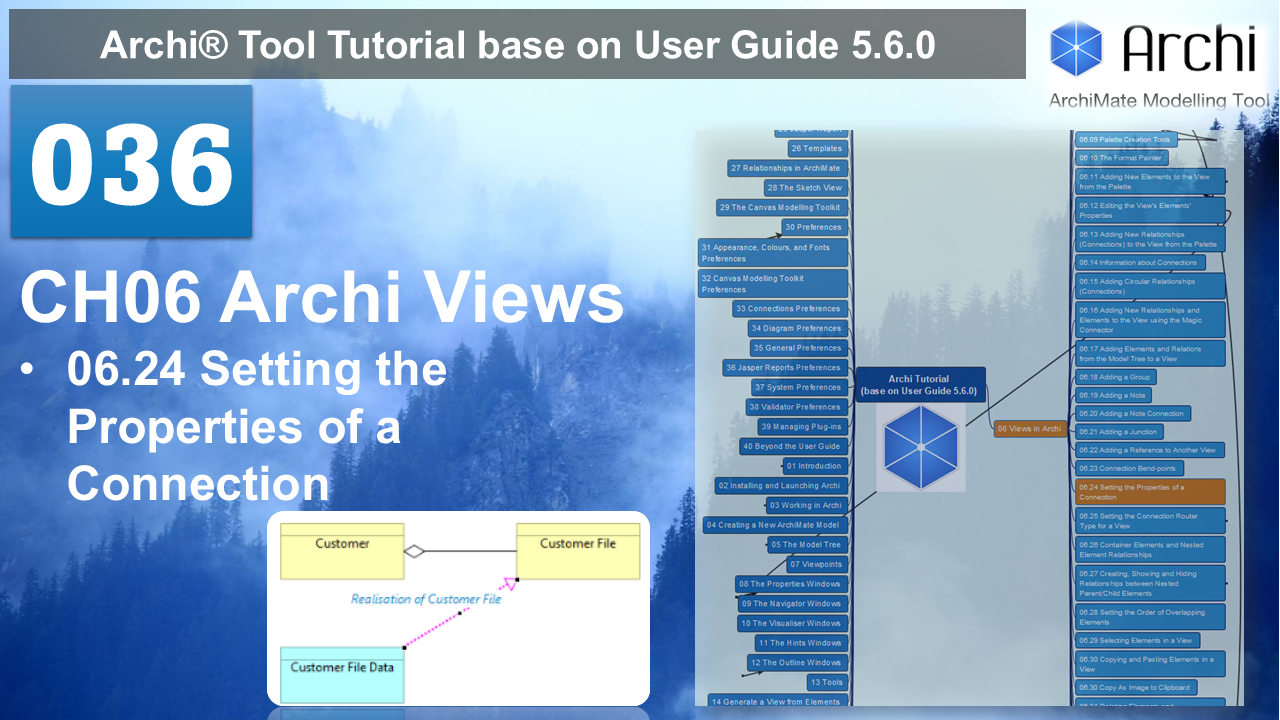 Archi® Tool Tutorial base on User Guide 5.6.0
Archi
ArchiMate Modelling Tool
036
CH06 Archi Views
• 06.24 Setting the
Properties of a
Connection
Customer
Customer File
Realisation of Customer File
Customer File Data
26 Templates
27 Relationships in ArchiMate
28 The Sketch View
29 The Canvas Modelling Toolkit
30 Preferences
31 Appearance, Colours, and Fonts
Preferences
32 Canvas Modelling Toolkit
Preferences
33 Connections Preferences
34 Diagram Preferences
35 General Preferences
36 Jasper Reports Preferences
37 System Preferences
38 Validator Preferences
39 Managing Plug-ins
40 Beyond the User Guide
01 Introduction
02 Installing and Launching Archi
03 Working in Archi
04 Creating a New ArchiMate Model
05 The Model Tree
07 Viewpoints
08 The Properties Windows
09 The Navigator Windows
10 The Visualiser Windows
11 The Hints Windows
12 The Outline Windows
13 Tools
14 Generate a View from Elements
Archi Tutorial
(base on User Guide 5.6.0)
06 Views in Archi
06.09 Palette Creation Tools
06.10 The Format Painter
06.11 Adding New Elements to the View
from the Palette
06.12 Editing the View's Elements'
Properties
06.13 Adding New Relationships
(Connections) to the View from the Palette
06.14 Information about Connections
06.15 Adding Circular Relationships
(Connections)
06.16 Adding New Relationships and
Elements to the View using the Magic
Connector
06.17 Adding Elements and Relations
from the Model Tree to a View
06.18 Adding a Group
06.19 Adding a Note
06.20 Adding a Note Connection
06.21 Adding a Junction
06.22 Adding a Reference to Another View
06.23 Connection Bend-points
06.24 Setting the Properties of a
Connection
06.25 Setting the Connection Router
Type for a View
06.26 Container Elements and Nested
Element Relationships
06.27 Creating, Showing and Hiding
Relationships between Nested
Parent/Child Elements
06.28 Setting the Order of Overlapping
Elements
06.29 Selecting Elements in a View
06.30 Copying and Pasting Elements in a
View
06.30 Copy As Image to Clipboard